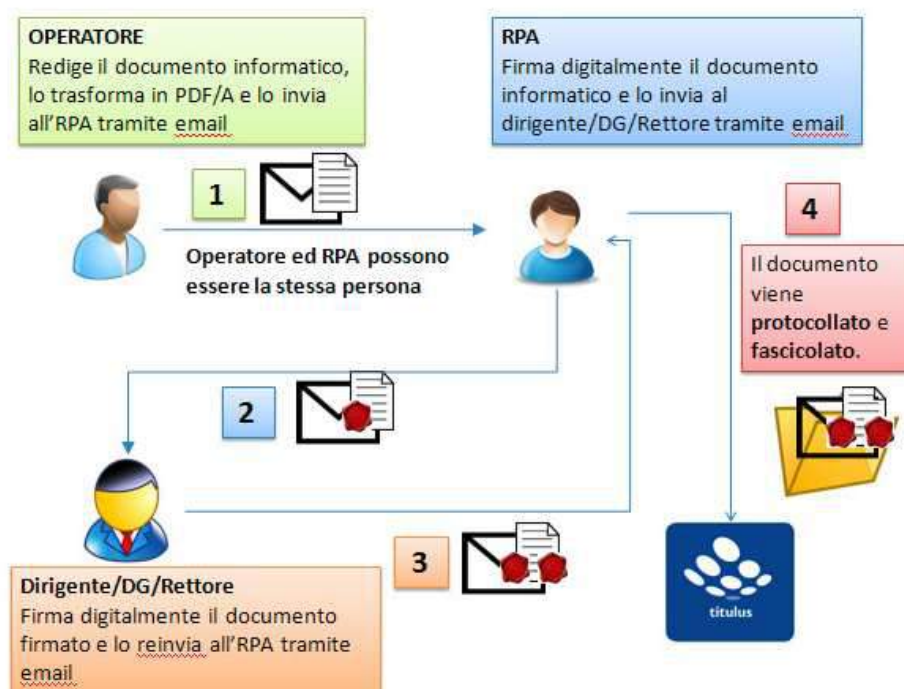 OPERATORE
Redige il documento informatico,
lo trasforma in PDF/A e lo invia
all’RPA tramite email
RPA
Firma digitalmente il documento
informatico e lo invia al
dirigente/DG/Rettore tramite email
1
Operatore ed RPA possono
essere la stessa persona
4
Il documento
viene
protocollato e
fascicolato.
2
3
Dirigente/DG/Rettore
Firma digitalmente il documento
firmato e lo reinvia all’RPA tramite
email
titulus